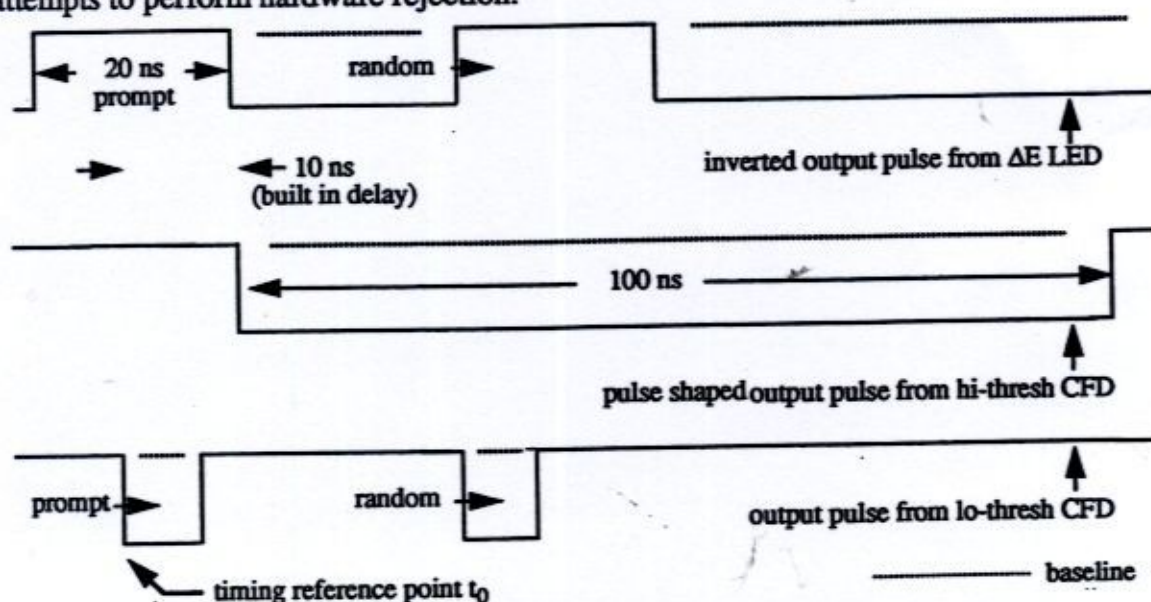 attempts to perform hardware rejection.
20 ns
prompt
random
10 ns
(built in delay)
inverted output pulse from ΔE LED
100 ns
pulse shaped output pulse from hi-thresh CFD
prompt
random
output pulse from lo-thresh CFD
timing reference point t₀
baseline